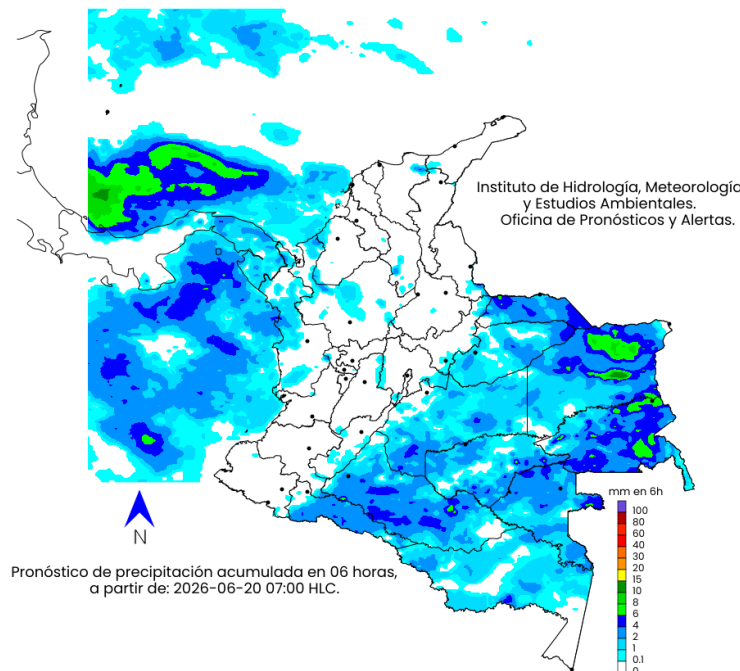 Instituto de Hidrología, Meteorología
y Estudios Ambientales.
Oficina de Pronósticos y Alertas.
mm en 6h
100
80
60
40
30
20
15
10
8
6
4
2
1
0.1
0
N
Pronóstico de precipitación acumulada en 06 horas,
a partir de: 2026-06-20 07:00 HLC.